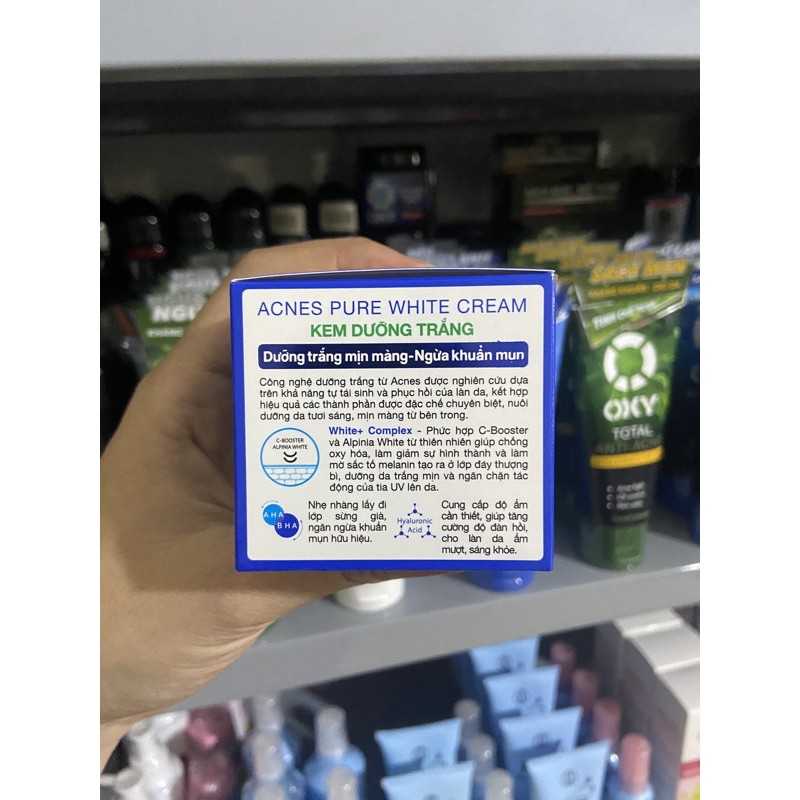 ACNES PURE WHITE CREAM
KEM DƯỠNG TRẮNG
Dưỡng trắng mịn màng-Ngừa khuẩn mụn
Công nghệ dưỡng trắng từ Acnes được nghiên cứu dựa
trên khả năng tự tái sinh và phục hồi của làn da, kết hợp
hiệu quả các thành phần được đặc chế chuyên biệt, nuôi
dưỡng da tươi sáng, mịn màng từ bên trong.
C-BOOSTER
ALPINIA WHITE
White+ Complex - Phức hợp C-Booster
và Alpinia White từ thiên nhiên giúp chống
oxy hóa, làm giảm sự hình thành và làm
mờ sắc tố melanin tạo ra ở lớp đáy thượng
bì, dưỡng da trắng mịn và ngăn chặn tác
động của tia UV lên da.
AHA
BHA
Nhẹ nhàng lấy đi
lớp sừng già,
ngăn ngừa khuẩn
mụn hữu hiệu.
Hyaluronic
Acid
Cung cấp độ ẩm
cần thiết, giúp tăng
cường độ đàn hồi,
cho làn da ẩm
mượt, sáng khỏe.
SẠCH MỤN
OXY
TOTAL
ANTI-ACNE